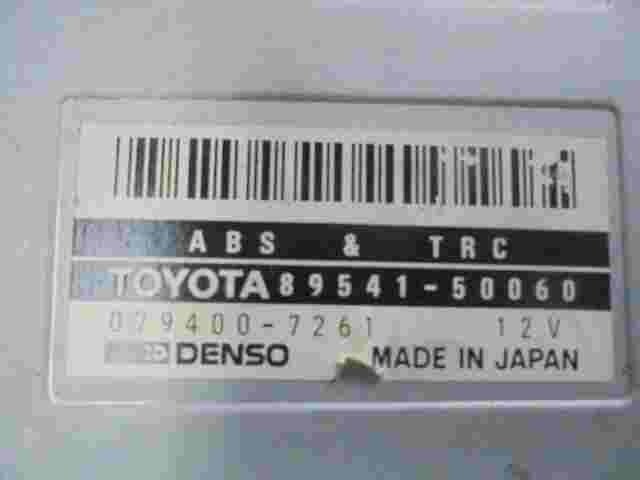 ABS & TRC
TOYOTA 89541-50060
079400-7261 12V
DENSO MADE IN JAPAN